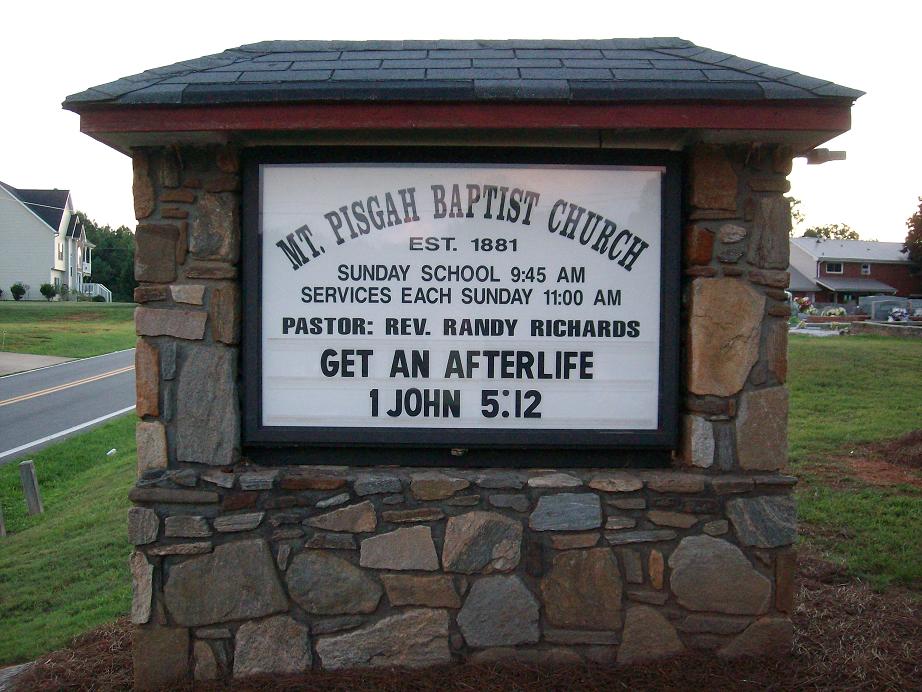 MT. PISGAH BAPTIST CHURCH
EST. 1881
SUNDAY SCHOOL 9:45 AM
SERVICES EACH SUNDAY 11:00 AM
PASTOR: REV. RANDY RICHARDS
GET AN AFTERLIFE
1 JOHN 5:12